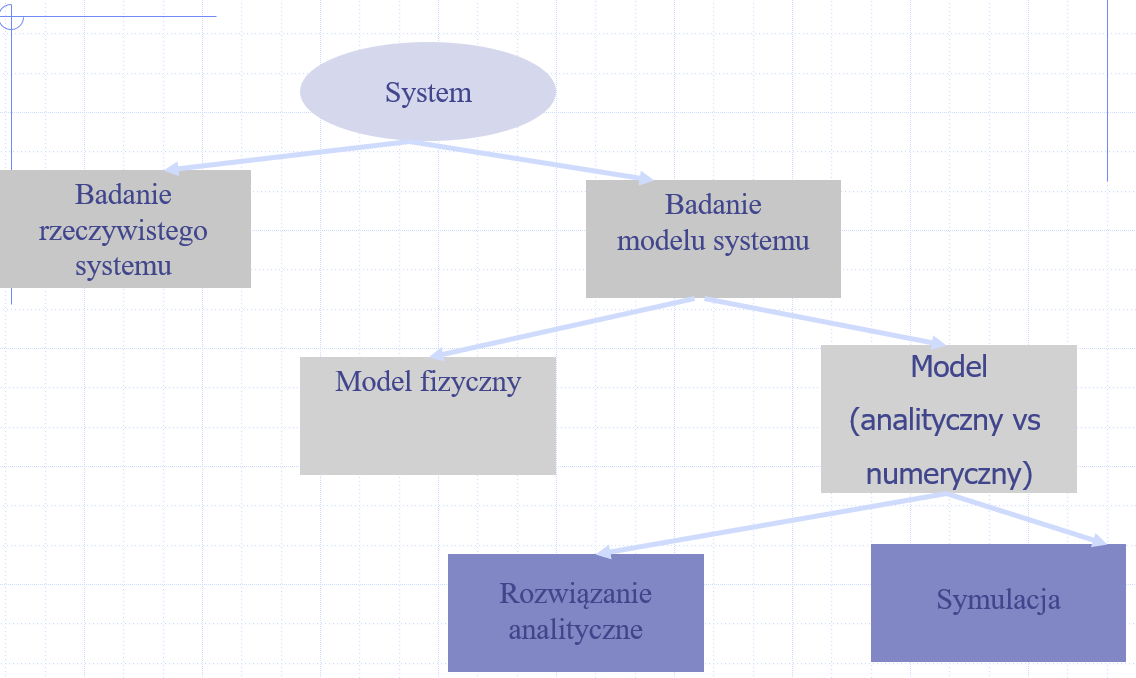 System
Badanie
rzeczywistego
systemu
Badanie
modelu systemu
Model fizyczny
Model
(analityczny vs
numeryczny)
Rozwiązanie
analityczne
Symulacja